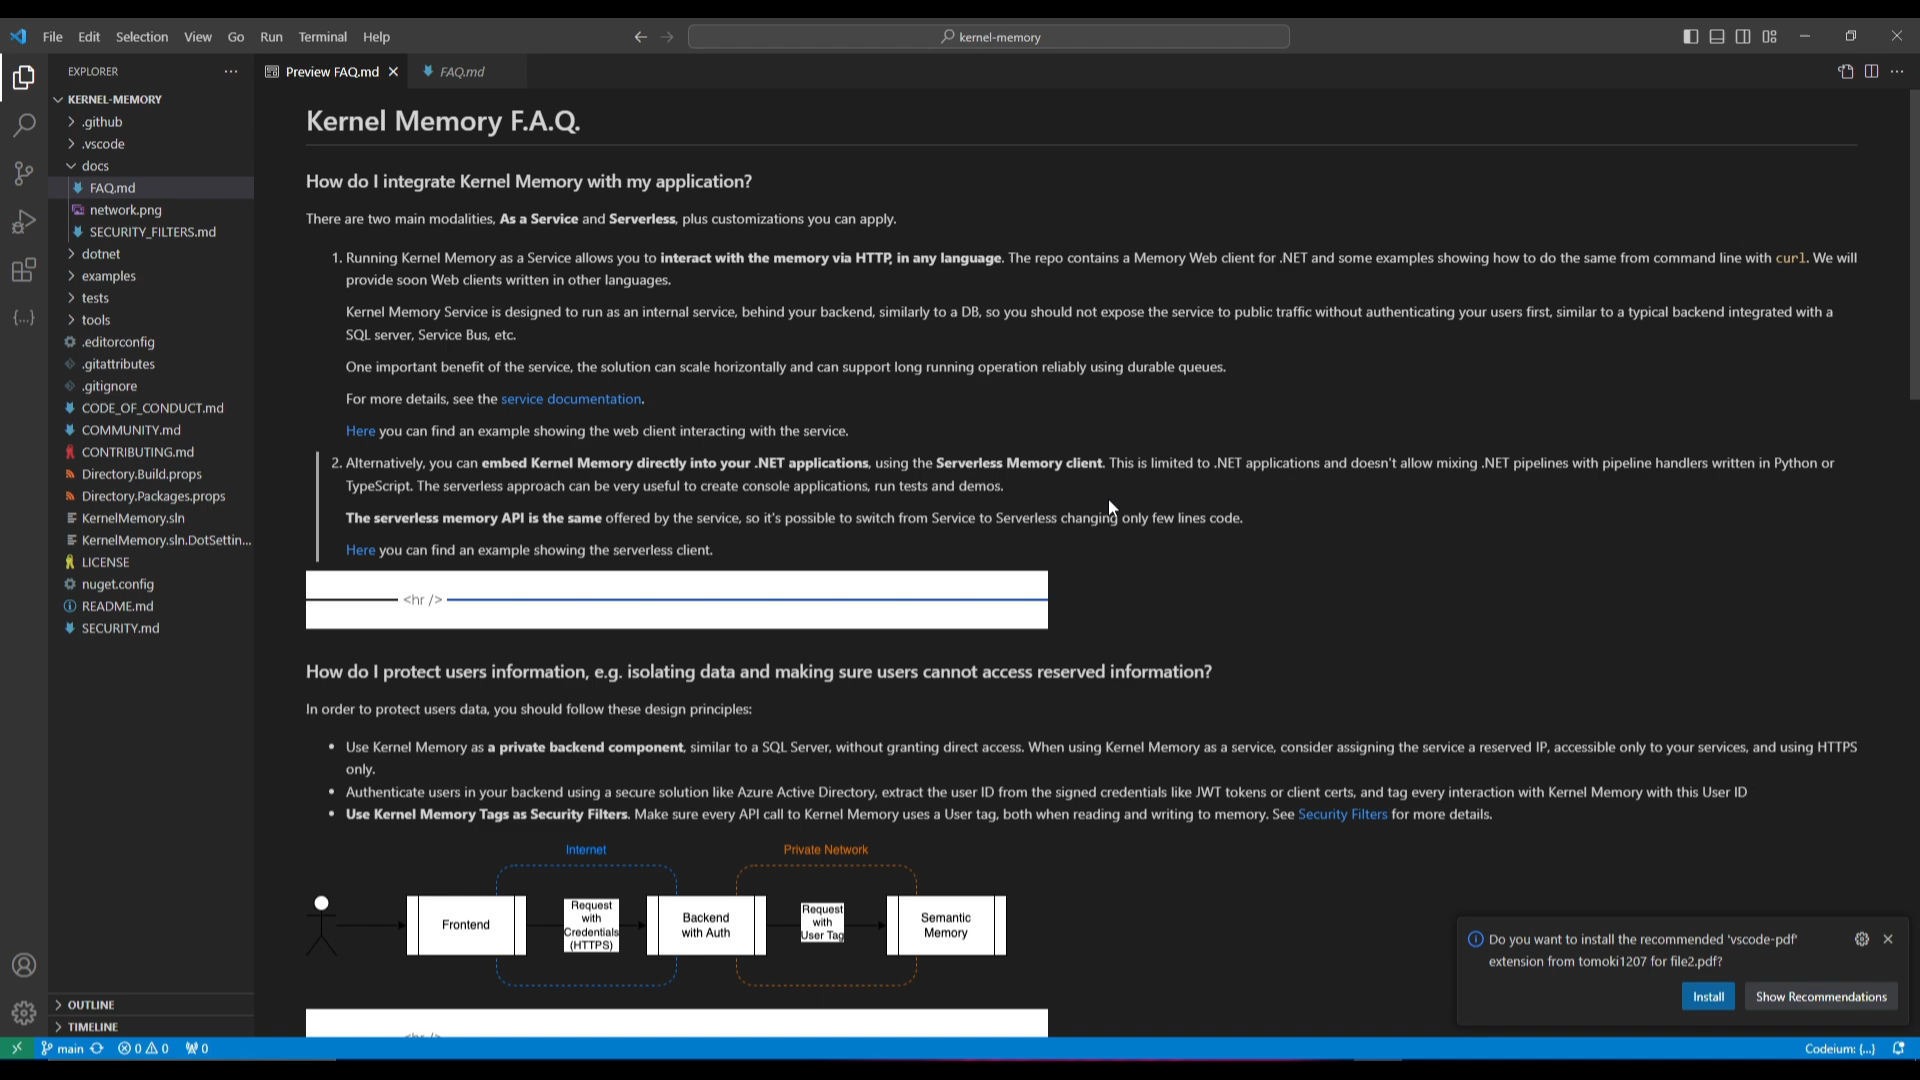 File Edit Selection View Go Run Terminal Help
kernel-memory
EXPLORER
KERNEL-MEMORY
.github
.vscode
docs
FAQ.md
network.png
SECURITY_FILTERS.md
dotnet
examples
tests
tools
.editorconfig
.gitattributes
.gitignore
CODE_OF_CONDUCT.md
COMMUNITY.md
CONTRIBUTING.md
Directory.Build.props
Directory.Packages.props
KernelMemory.sln
KernelMemory.sln.DotSettin...
LICENSE
nuget.config
README.md
SECURITY.md
OUTLINE
TIMELINE
Preview FAQ.md
FAQ.md
Kernel Memory F.A.Q.
How do I integrate Kernel Memory with my application?
There are two main modalities, As a Service and Serverless, plus customizations you can apply.
1. Running Kernel Memory as a Service allows you to interact with the memory via HTTP, in any language. The repo contains a Memory Web client for .NET and some examples showing how to do the same from command line with curl. We will
provide soon Web clients written in other languages.
Kernel Memory Service is designed to run as an internal service, behind your backend, similarly to a DB, so you should not expose the service to public traffic without authenticating your users first, similar to a typical backend integrated with a
SQL server, Service Bus, etc.
One important benefit of the service, the solution can scale horizontally and can support long running operation reliably using durable queues.
For more details, see the service documentation.
Here you can find an example showing the web client interacting with the service.
2. Alternatively, you can embed Kernel Memory directly into your .NET applications, using the Serverless Memory client. This is limited to .NET applications and doesn't allow mixing .NET pipelines with pipeline handlers written in Python or
TypeScript. The serverless approach can be very useful to create console applications, run tests and demos.
The serverless memory API is the same offered by the service, so it's possible to switch from Service to Serverless changing only few lines code.
Here you can find an example showing the serverless client.
<hr />
How do I protect users information, e.g. isolating data and making sure users cannot access reserved information?
In order to protect users data, you should follow these design principles:
• Use Kernel Memory as a private backend component, similar to a SQL Server, without granting direct access. When using Kernel Memory as a service, consider assigning the service a reserved IP, accessible only to your services, and using HTTPS
only.
• Authenticate users in your backend using a secure solution like Azure Active Directory, extract the user ID from the signed credentials like JWT tokens or client certs, and tag every interaction with Kernel Memory with this User ID
• Use Kernel Memory Tags as Security Filters. Make sure every API call to Kernel Memory uses a User tag, both when reading and writing to memory. See Security Filters for more details.
Internet
Private Network
Frontend
Request
with
Credentials
(HTTPS)
Backend
with Auth
Request
with
User Tag
Semantic
Memory
Do you want to install the recommended 'vscode-pdf'
extension from tomoki1207 for file2.pdf?
Install
Show Recommendations
main
0 0
0
Codeium: {...}